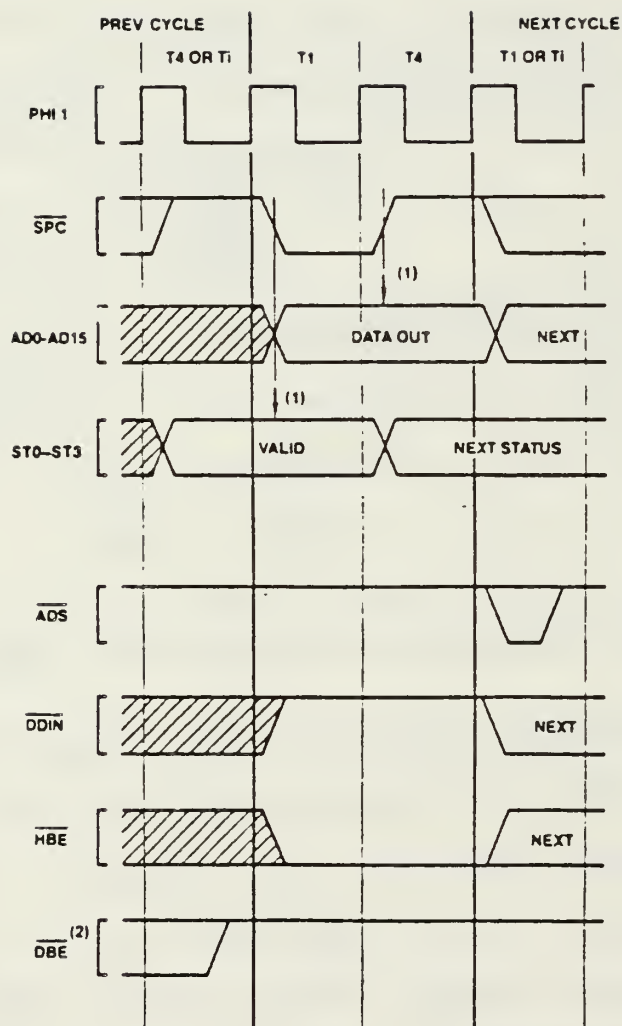 PREV CYCLE NEXT CYCLE
T4 OR Ti T1 T4 T1 OR Ti
PHI 1
SPC
(1)
AD0-AD15 DATA OUT NEXT
(1)
ST0–ST3 VALID NEXT STATUS
ADS
DDIN NEXT
HBE NEXT
DBE (2)